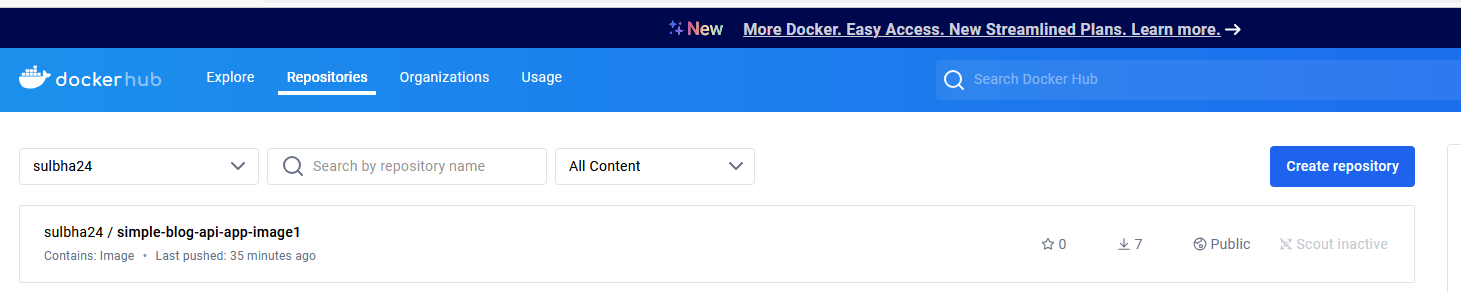 New More Docker. Easy Access. New Streamlined Plans. Learn more. →
dockerhub Explore Repositories Organizations Usage Search Docker Hub
sulbha24 Search by repository name All Content Create repository
sulbha24 / simple-blog-api-app-image1
0 7 Public Scout inactive
Contains: Image • Last pushed: 35 minutes ago